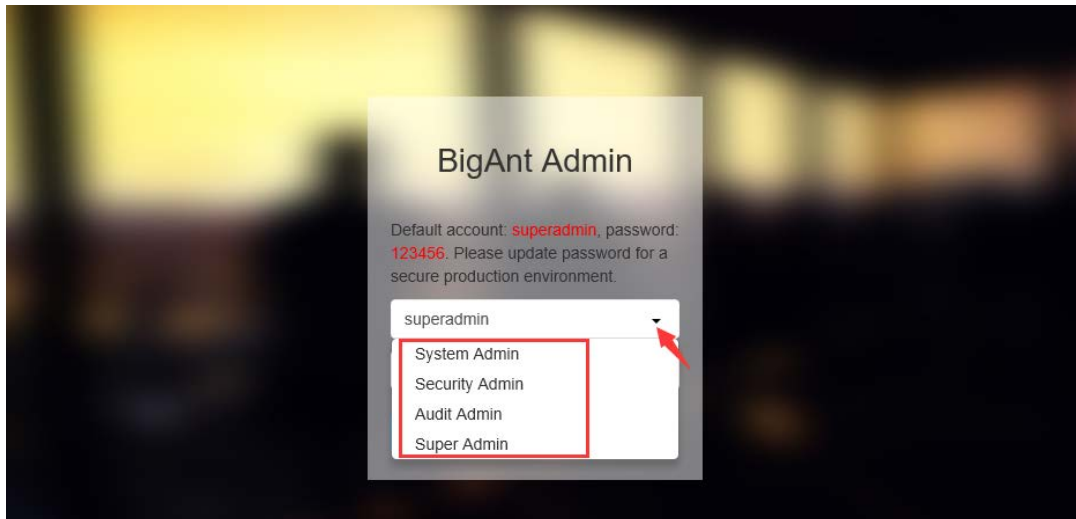 BigAnt Admin
Default account: superadmin, password:
123456. Please update password for a
secure production environment.
superadmin
System Admin
Security Admin
Audit Admin
Super Admin